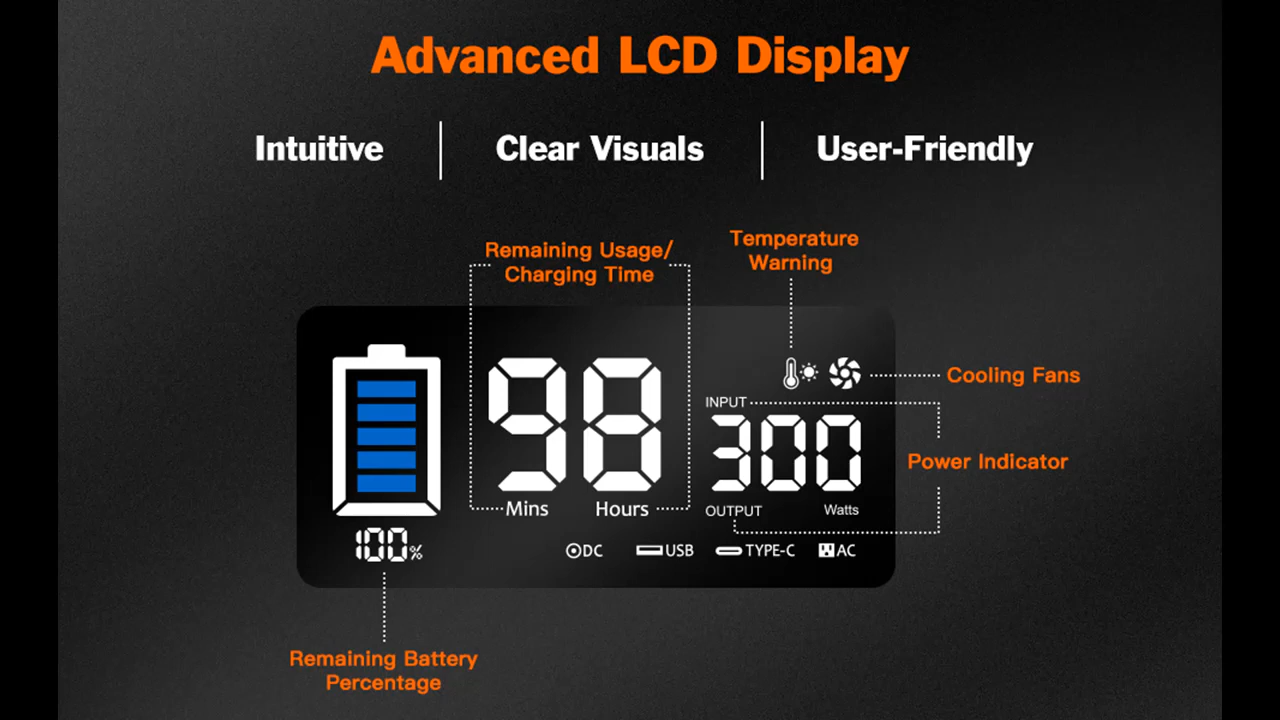 Advanced LCD Display
Intuitive
Clear Visuals
User-Friendly
Remaining Usage/
Charging Time
Temperature
Warning
Cooling Fans
INPUT
98
300
Power Indicator
Mins
Hours
OUTPUT
Watts
100%
DC
USB
TYPE-C
AC
Remaining Battery
Percentage